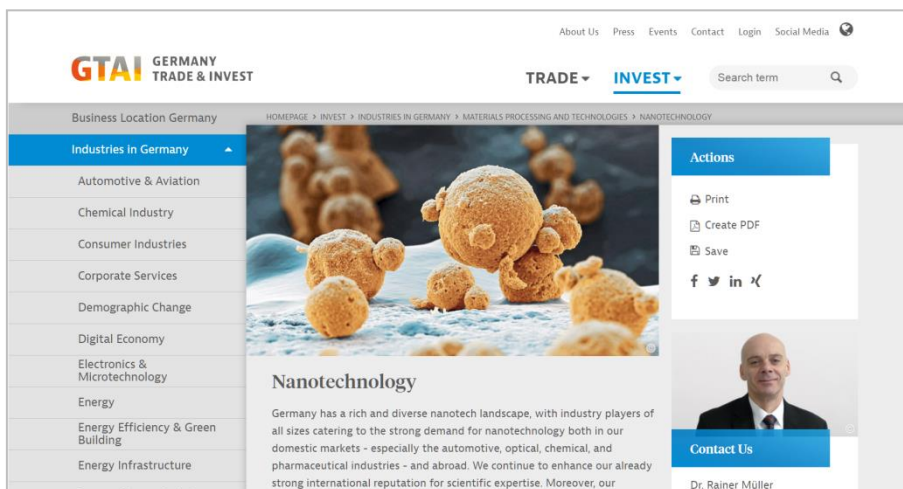 About Us Press Events Contact Login Social Media
GTAI GERMANY
TRADE & INVEST
TRADE INVEST Search term
Business Location Germany
HOMEPAGE > INVEST > INDUSTRIES IN GERMANY > MATERIALS PROCESSING AND TECHNOLOGIES > NANOTECHNOLOGY
Industries in Germany
Automotive & Aviation
Chemical Industry
Consumer Industries
Corporate Services
Demographic Change
Digital Economy
Electronics &
Microtechnology
Energy
Energy Efficiency & Green
Building
Energy Infrastructure
Nanotechnology
Germany has a rich and diverse nanotech landscape, with industry players of
all sizes catering to the strong demand for nanotechnology both in our
domestic markets - especially the automotive, optical, chemical, and
pharmaceutical industries - and abroad. We continue to enhance our already
strong international reputation for scientific expertise. Moreover, our
Actions
Print
Create PDF
Save
Contact Us
Dr. Rainer Müller